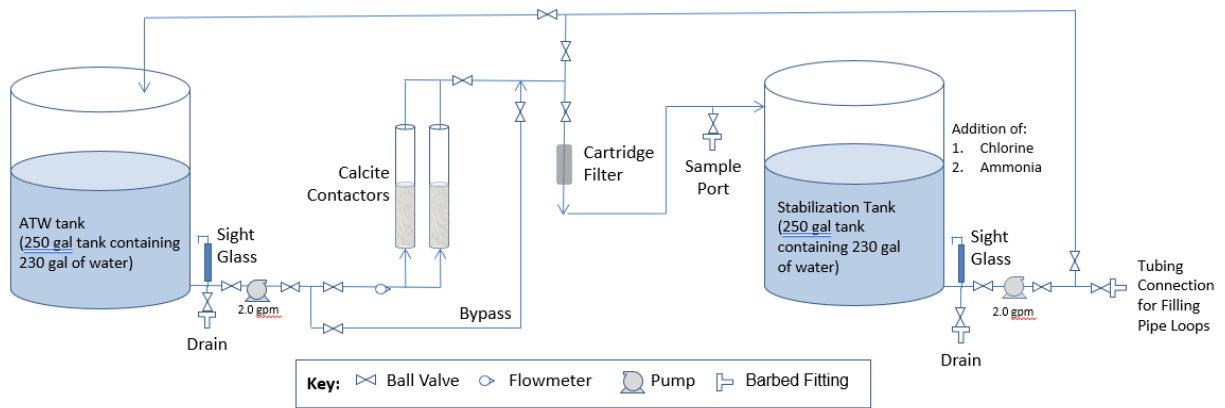 Calcite
Contactors
Cartridge
Filter
Sample
Port
Addition of:
1. Chlorine
2. Ammonia
ATW tank
(250 gal tank containing
230 gal of water)
Sight
Glass
2.0 gpm
Drain
Bypass
Stabilization Tank
(250 gal tank
containing 230 gal
of water)
Sight
Glass
2.0 gpm
Drain
Tubing
Connection
for Filling
Pipe Loops
Key: Ball Valve Flowmeter Pump Barbed Fitting